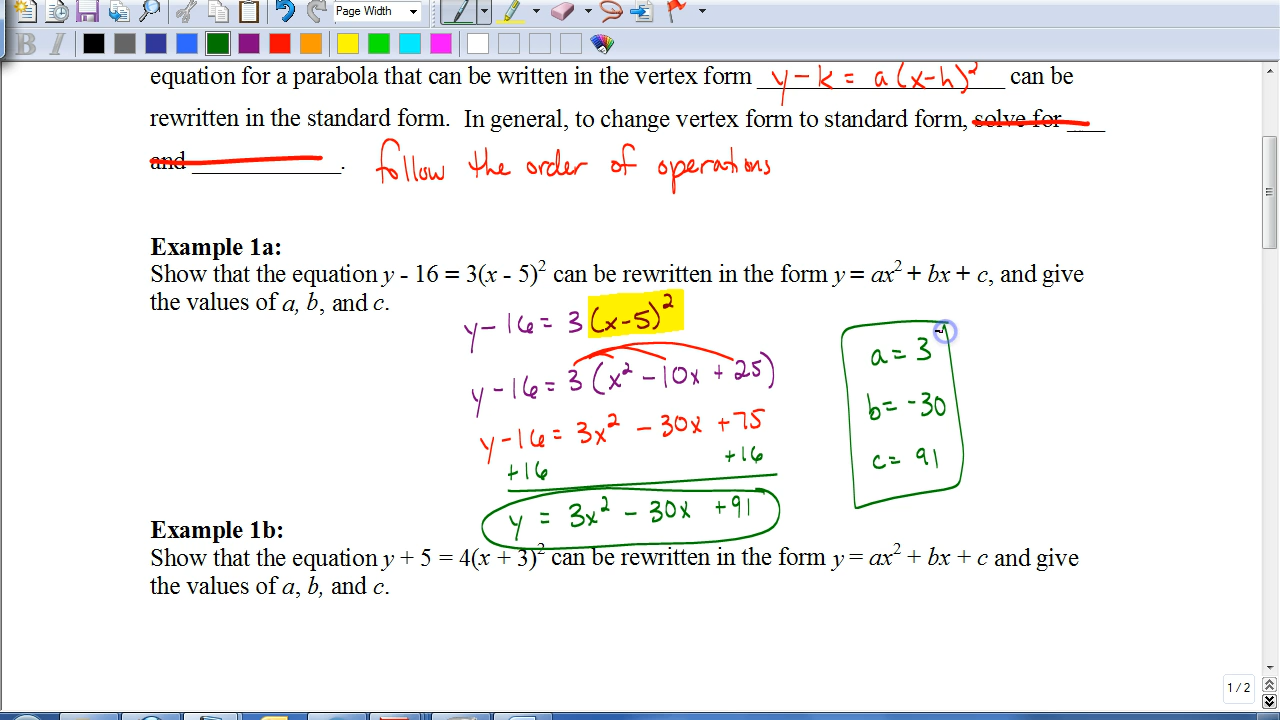 Page Width
B I
equation for a parabola that can be written in the vertex form y-k = a(x-h)² can be
rewritten in the standard form. In general, to change vertex form to standard form, solve for ___
and ____________. follow the order of operations
Example 1a:
Show that the equation y - 16 = 3(x - 5)² can be rewritten in the form y = ax² + bx + c, and give
the values of a, b, and c.
y-16 = 3(x-5)²
y-16 = 3(x² -10x +25)
y-16 = 3x² -30x +75
+16 +16
y = 3x² -30x +91
a = 3
b = -30
c = 91
Example 1b:
Show that the equation y + 5 = 4(x + 3)² can be rewritten in the form y = ax² + bx + c and give
the values of a, b, and c.
1 / 2